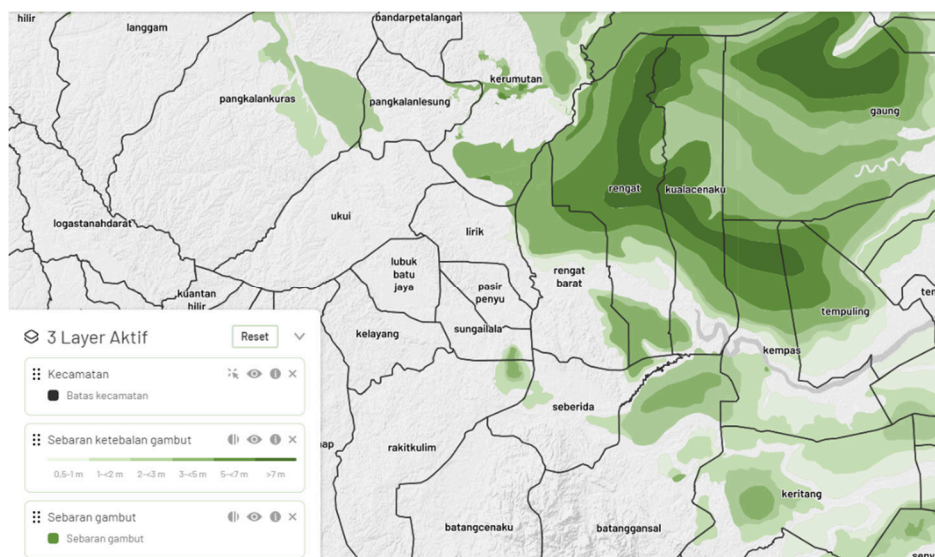 hilir
langgam
bandarpetalangan
kerumutan
pangkalankuras
pangkalanlesung
gaung
rengat
kualacenaku
ukui
logastanahdarat
lirik
lubuk
batu
jaya
rengat
barat
kuantan
hilir
pasir
penyu
tempuling
kelayang
sungailala
kempas
seberida
rakitkulim
keritang
batangcenaku
batanggansal
3 Layer Aktif
Reset
Kecamatan
Batas kecamatan
Sebaran ketebalan gambut
0,5-1 m
1-<2 m
2-<3 m
3-<5 m
5-<7 m
>7 m
Sebaran gambut
Sebaran gambut